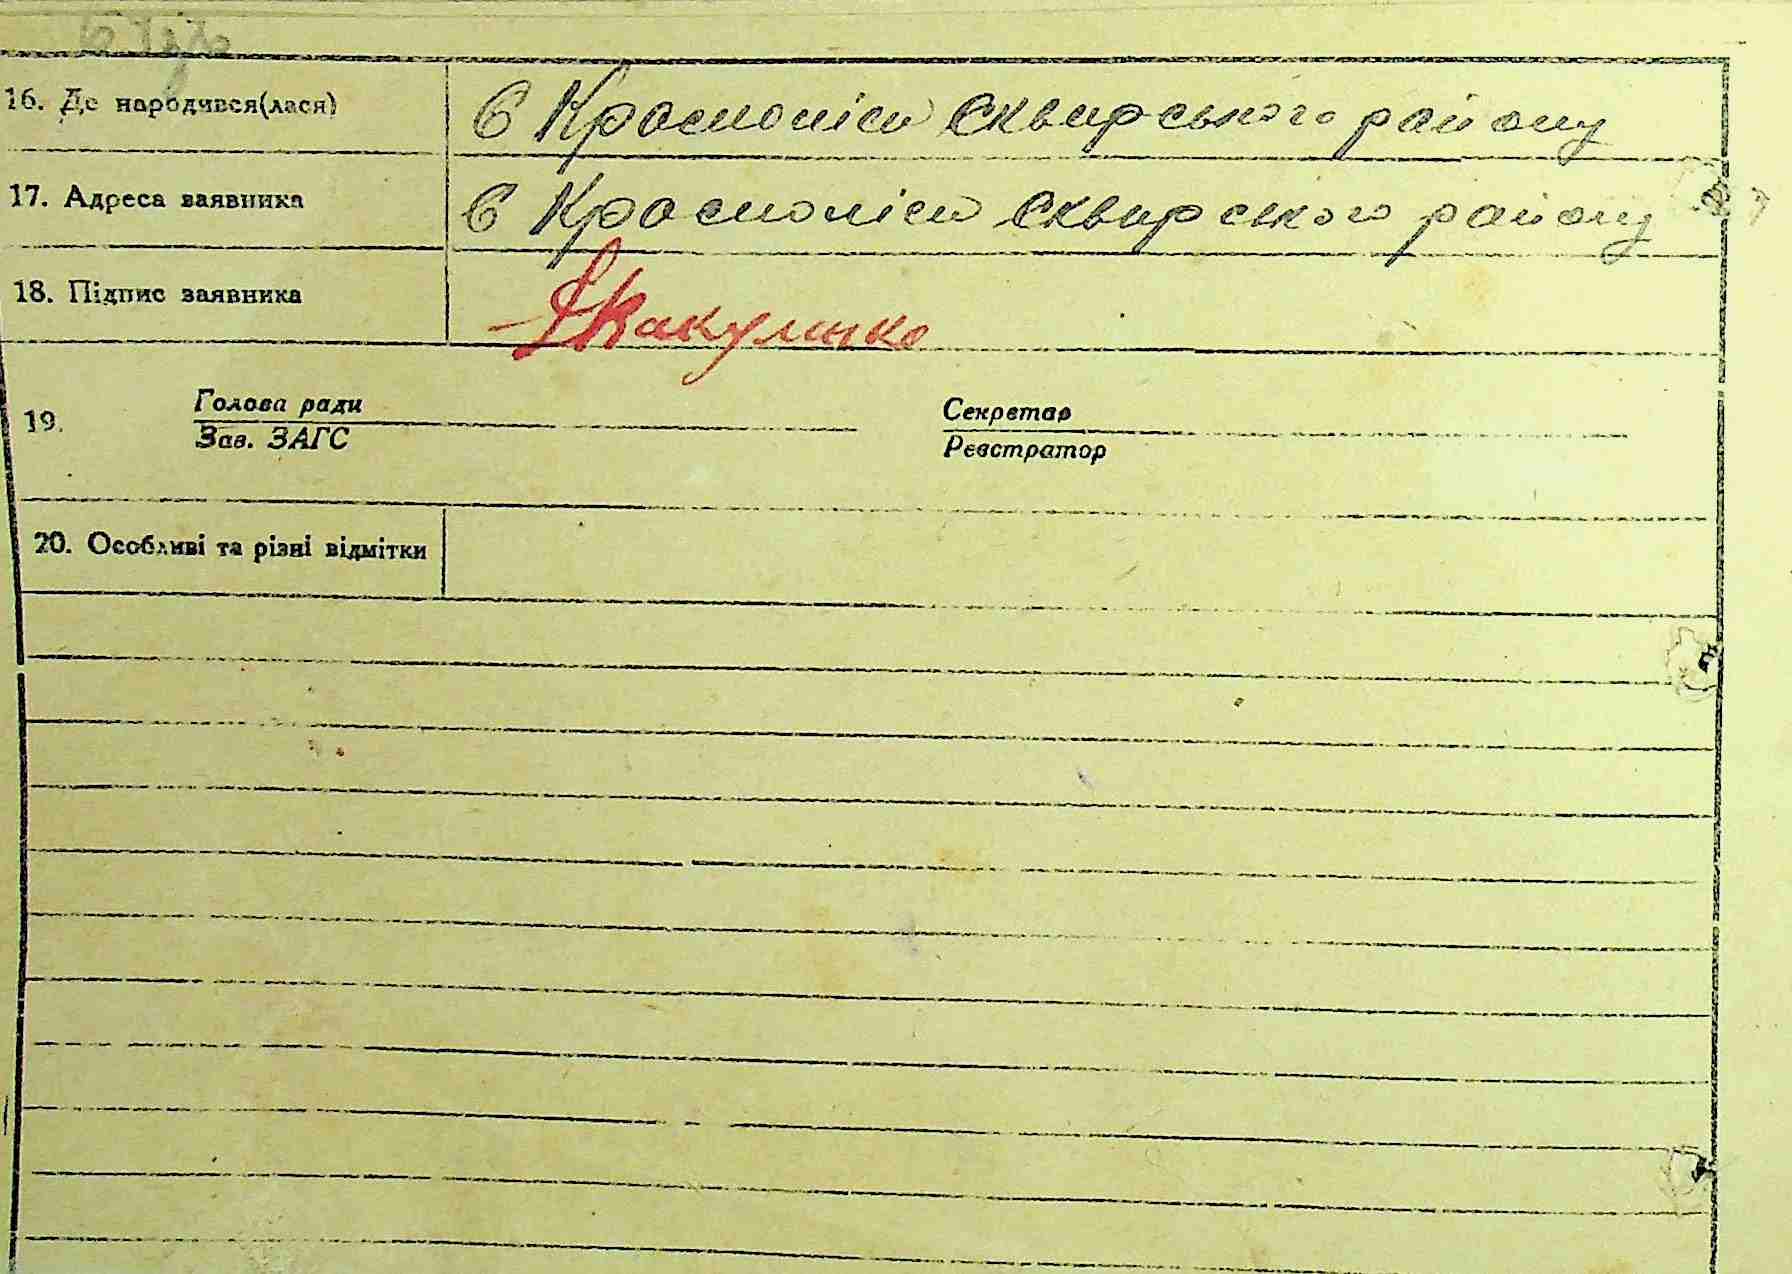 16. Де народився(лася) С Красноліси Сквирського району
17. Адреса заявника С Красноліси Сквирського району
18. Підпис заявника Вакуленко
19. Голова ради Секретар
Зав. ЗАГС Реєстратор
20. Особливі та різні відмітки